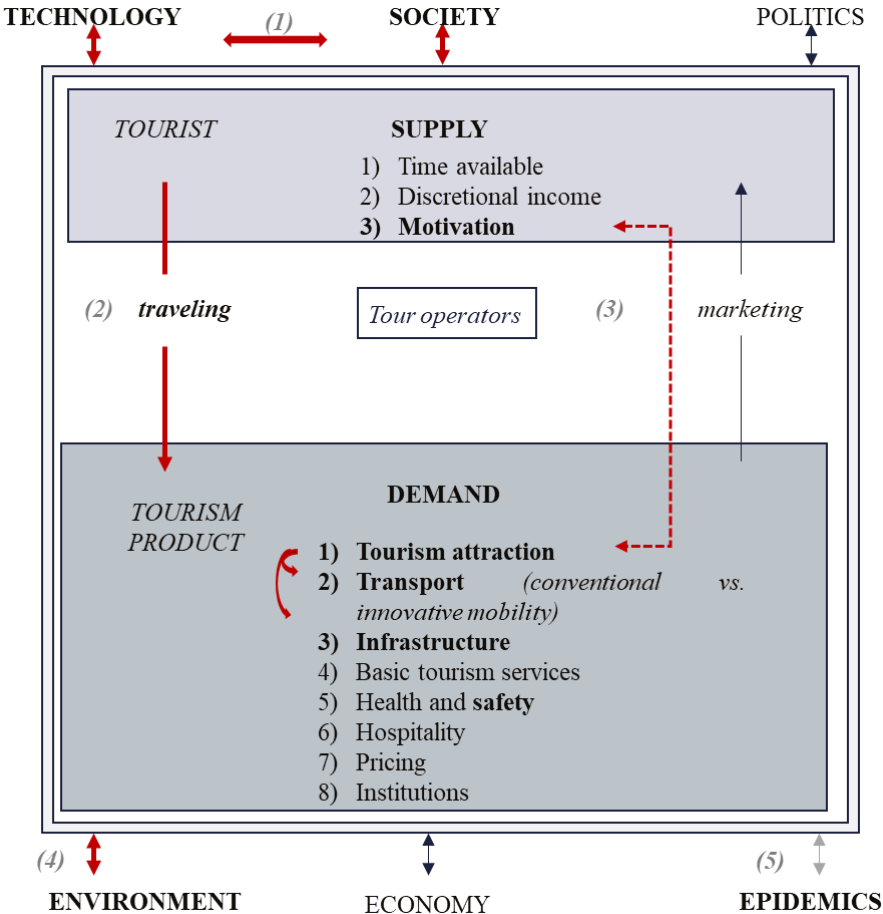 TECHNOLOGY (1) SOCIETY POLITICS
TOURIST SUPPLY
1) Time available
2) Discretional income
3) Motivation
(2) traveling Tour operators (3) marketing
DEMAND
TOURISM
PRODUCT
1) Tourism attraction
2) Transport (conventional vs.
innovative mobility)
3) Infrastructure
4) Basic tourism services
5) Health and safety
6) Hospitality
7) Pricing
8) Institutions
(4) (5)
ENVIRONMENT ECONOMY EPIDEMICS